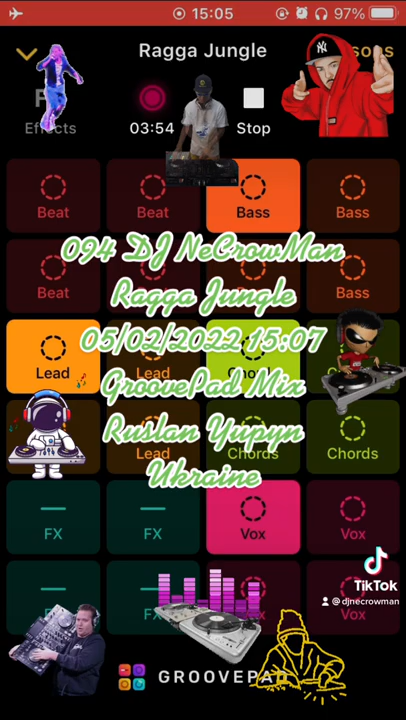 15:05
97%
Ragga Jungle
Effects
03:54
Stop
Beat
Beat
Bass
Bass
Beat
Bass
094 DJ NeCrowMan
Ragga Jungle
05/02/2022 15:07
GroovePad Mix
Ruslan Yupyn
Ukraine
Lead
Lead
Chords
Lead
Chords
Chords
FX
FX
Vox
Vox
Vox
TikTok
@djnecrowman
GROOVEPAD